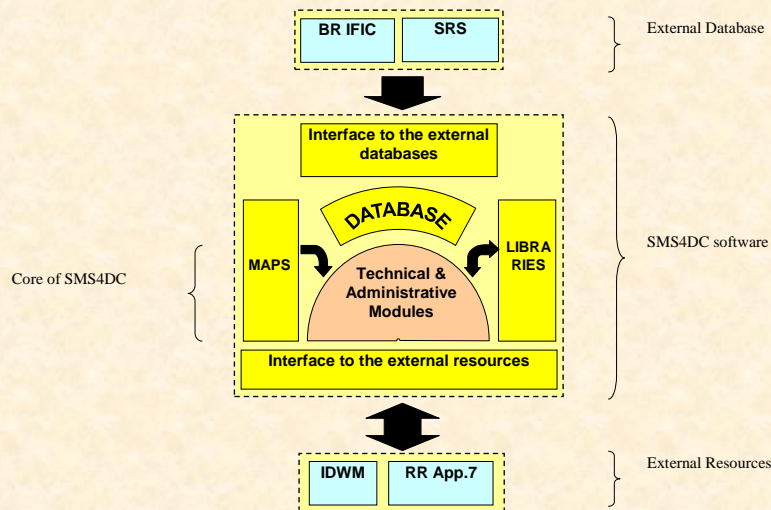 BR IFIC
SRS
External Database
Interface to the external
databases
DATABASE
MAPS
LIBRA
RIES
Technical &
Administrative
Modules
SMS4DC software
Core of SMS4DC
Interface to the external resources
IDWM
RR App.7
External Resources